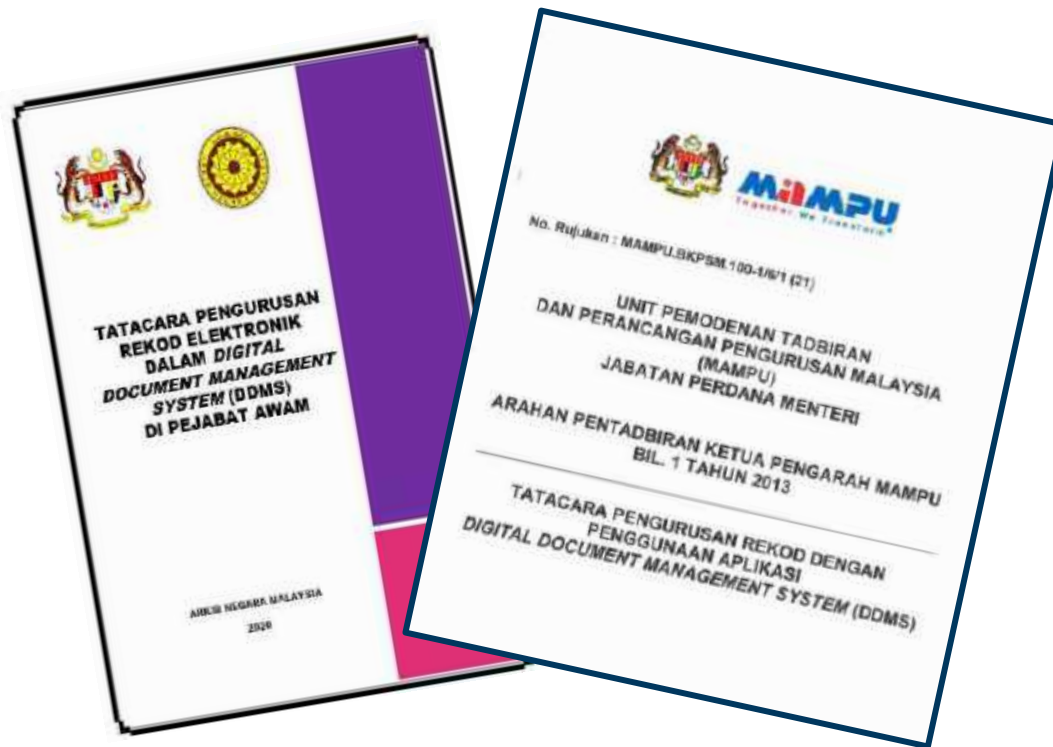 TATACARA PENGURUSAN
REKOD ELEKTRONIK
DALAM DIGITAL
DOCUMENT MANAGEMENT
SYSTEM (DDMS)
DI PEJABAT AWAM
ARKIB NEGARA MALAYSIA
2020
MAMPU
Together We Transform
No. Rujukan : MAMPU.BKPSM.100-1/6/1 (21)
UNIT PEMODENAN TADBIRAN
DAN PERANCANGAN PENGURUSAN MALAYSIA
(MAMPU)
JABATAN PERDANA MENTERI
ARAHAN PENTADBIRAN KETUA PENGARAH MAMPU
BIL. 1 TAHUN 2013
TATACARA PENGURUSAN REKOD DENGAN
PENGGUNAAN APLIKASI
DIGITAL DOCUMENT MANAGEMENT SYSTEM (DDMS)